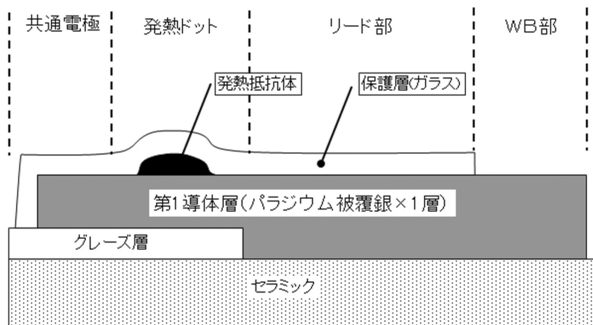 共通電極
発熱ドット
リード部
WB部
発熱抵抗体
保護層(ガラス)
第1導体層(パラジウム被覆銀×1層)
グレーズ層
セラミック